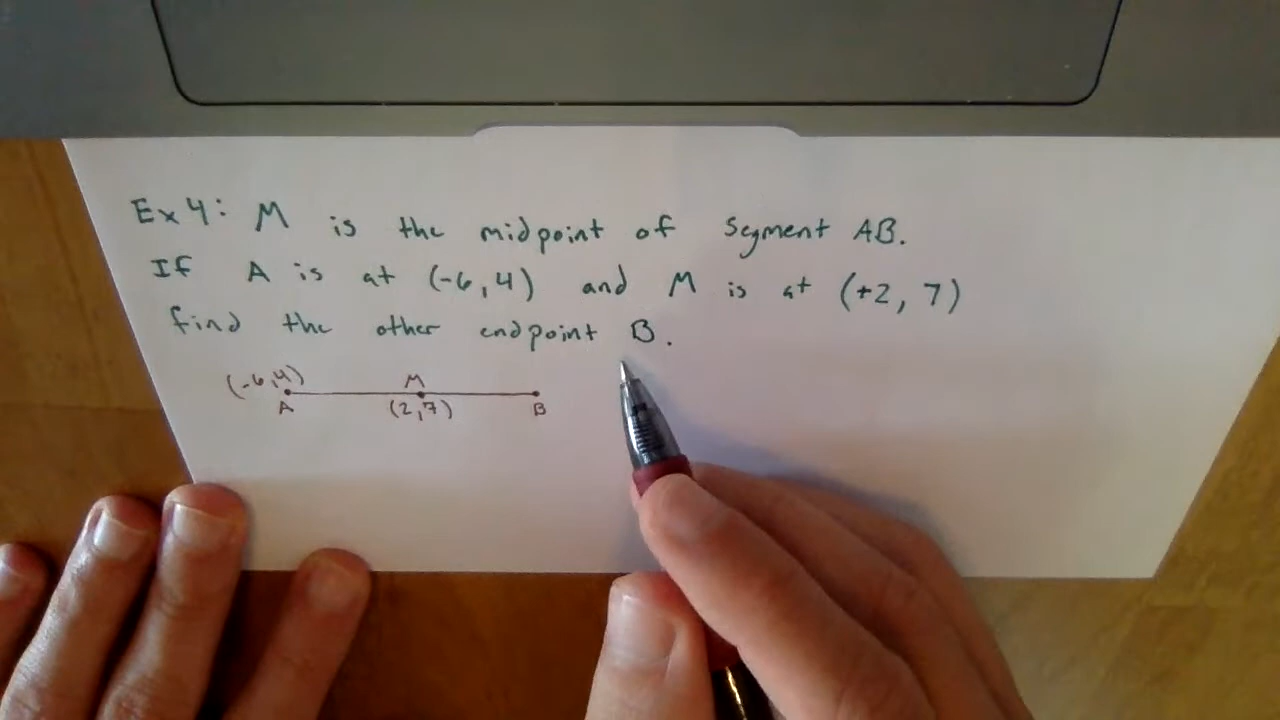 Ex 4: M is the midpoint of segment AB.
If A is at (-6,4) and M is at (+2, 7)
find the other endpoint B.
(-6,4) M
A (2,7) B